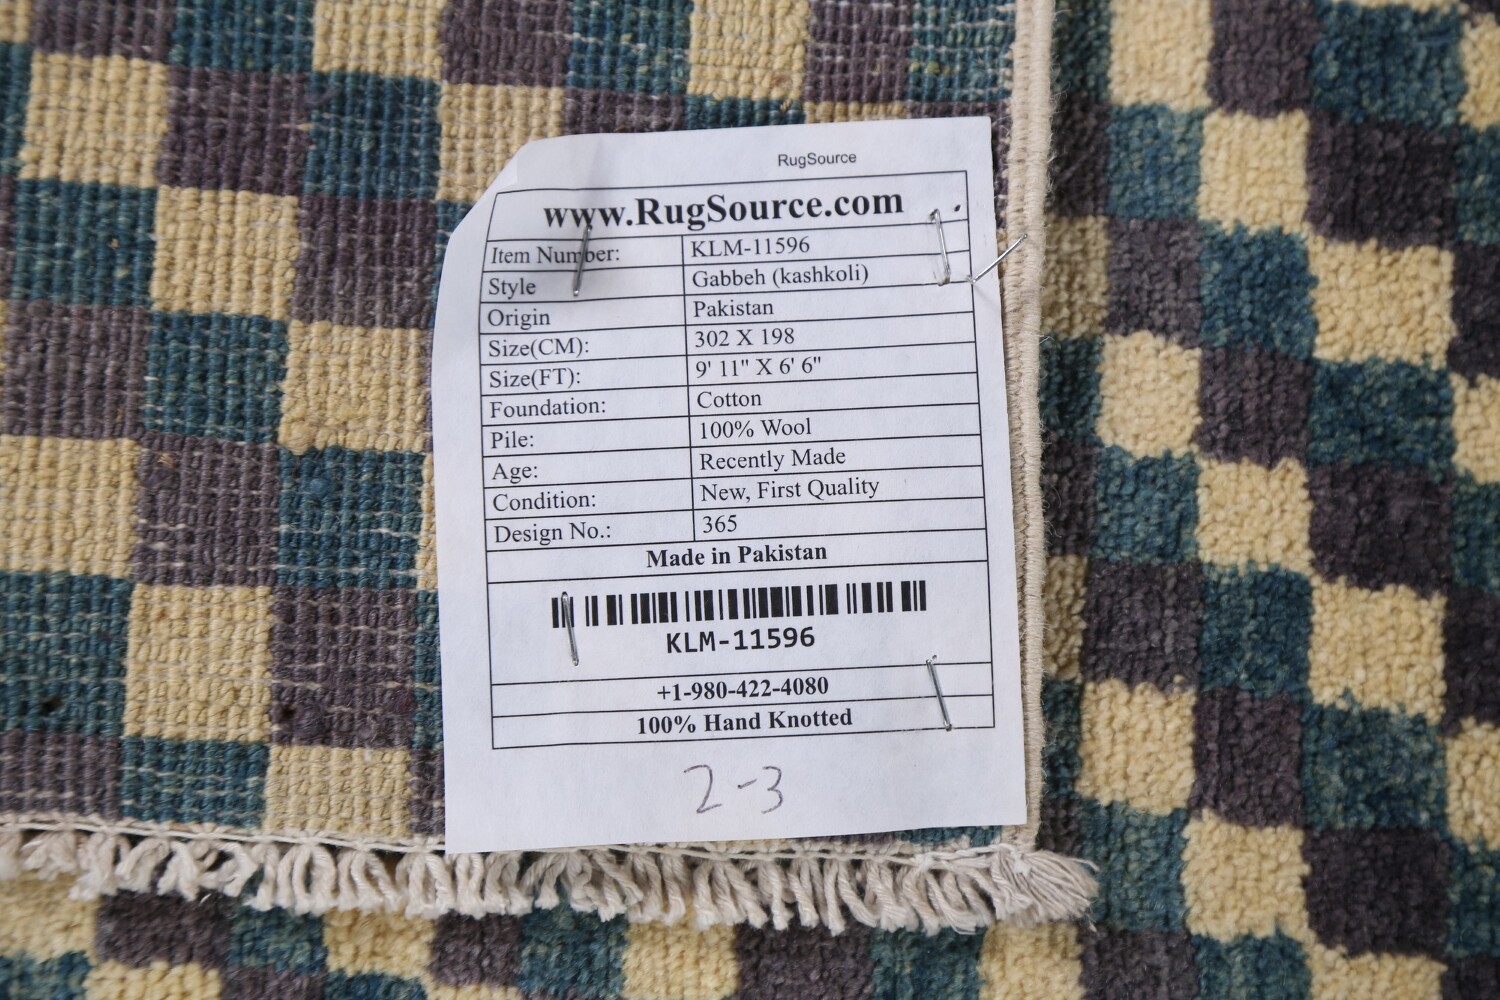 RugSource
www.RugSource.com
Item Number: KLM-11596
Style Gabbeh (kashkoli)
Origin Pakistan
Size(CM): 302 X 198
Size(FT): 9' 11" X 6' 6"
Foundation: Cotton
Pile: 100% Wool
Age: Recently Made
Condition: New, First Quality
Design No.: 365
Made in Pakistan
KLM-11596
+1-980-422-4080
100% Hand Knotted
2-3